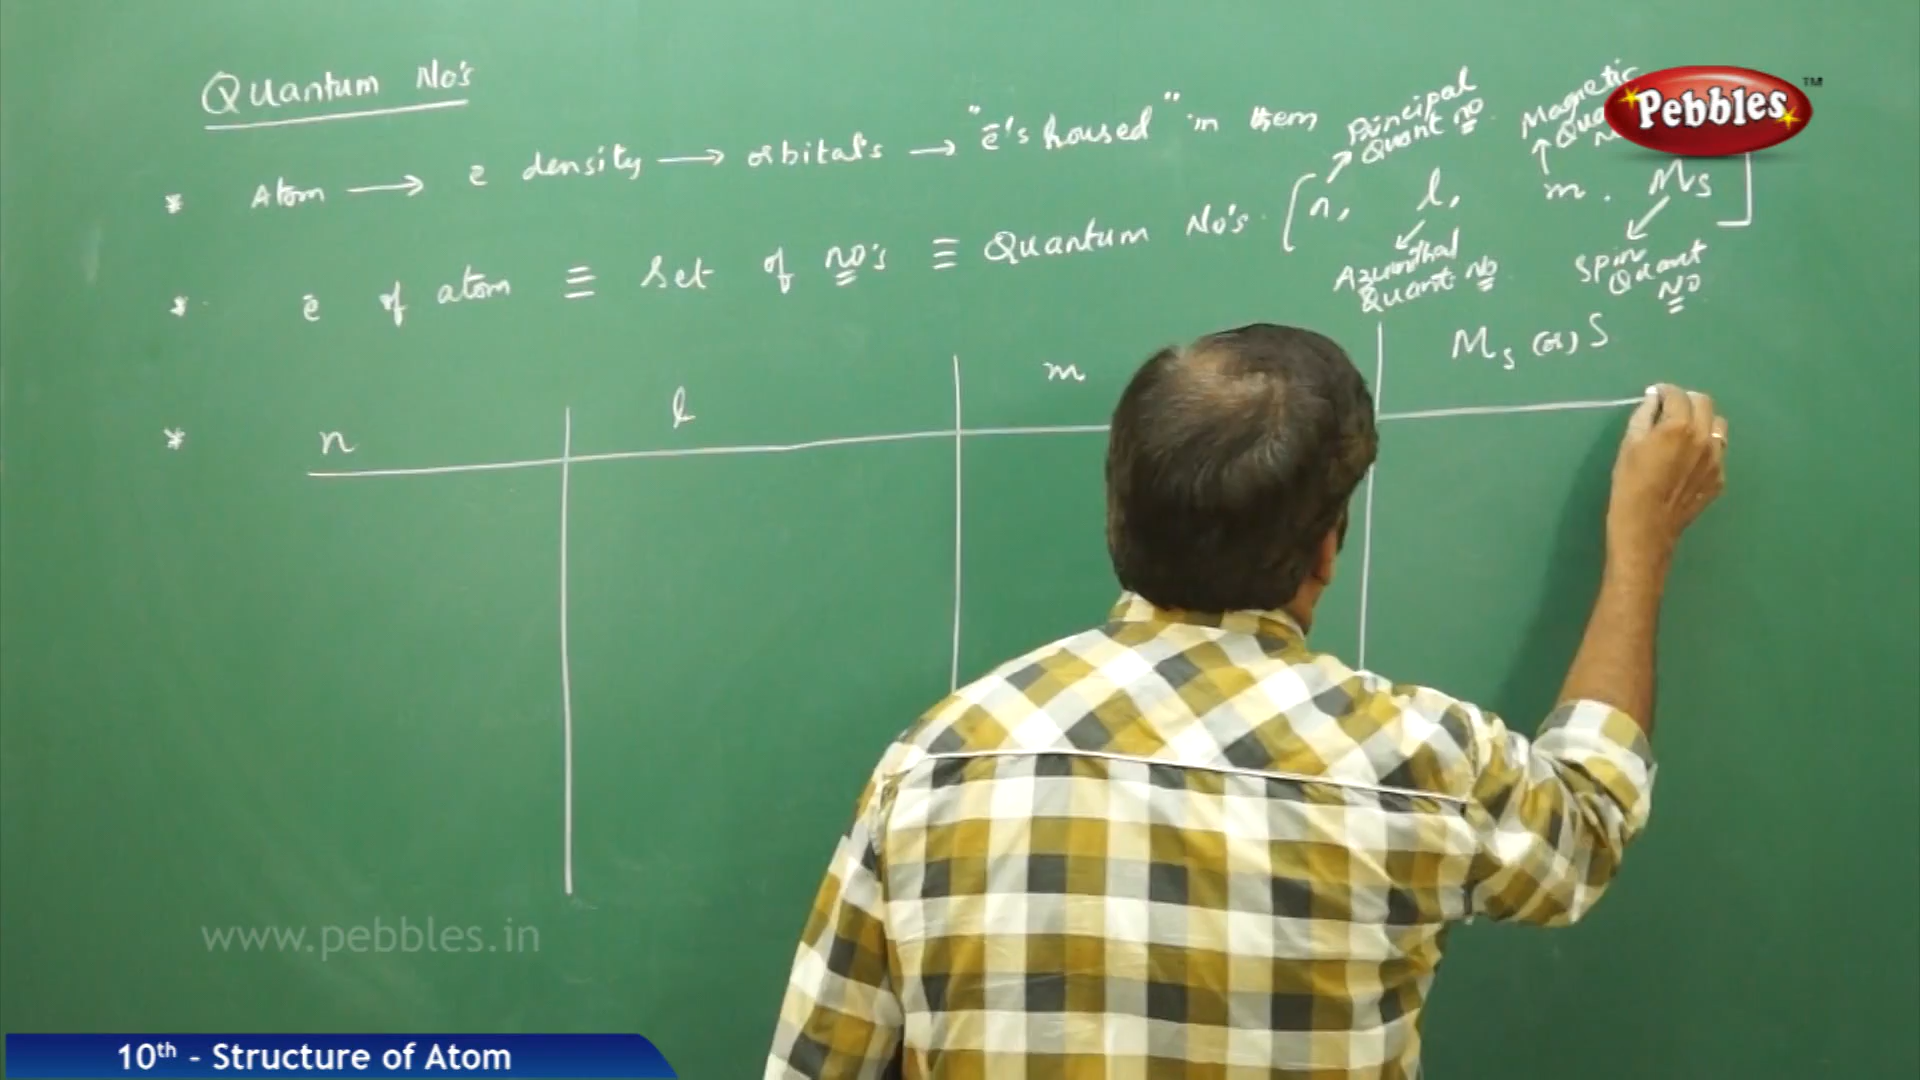 Quantum No's
* Atom → e density → orbitals → "e̅'s housed" in them
Principal Quant no
Magnetic
Pebbles™
* e̅ of atom ≡ Set of no's ≡ Quantum No's [n, l, m, Ms]
Azimuthal Quant No
Spin Quant No
* n l m Ms (or) S
www.pebbles.in
10th - Structure of Atom